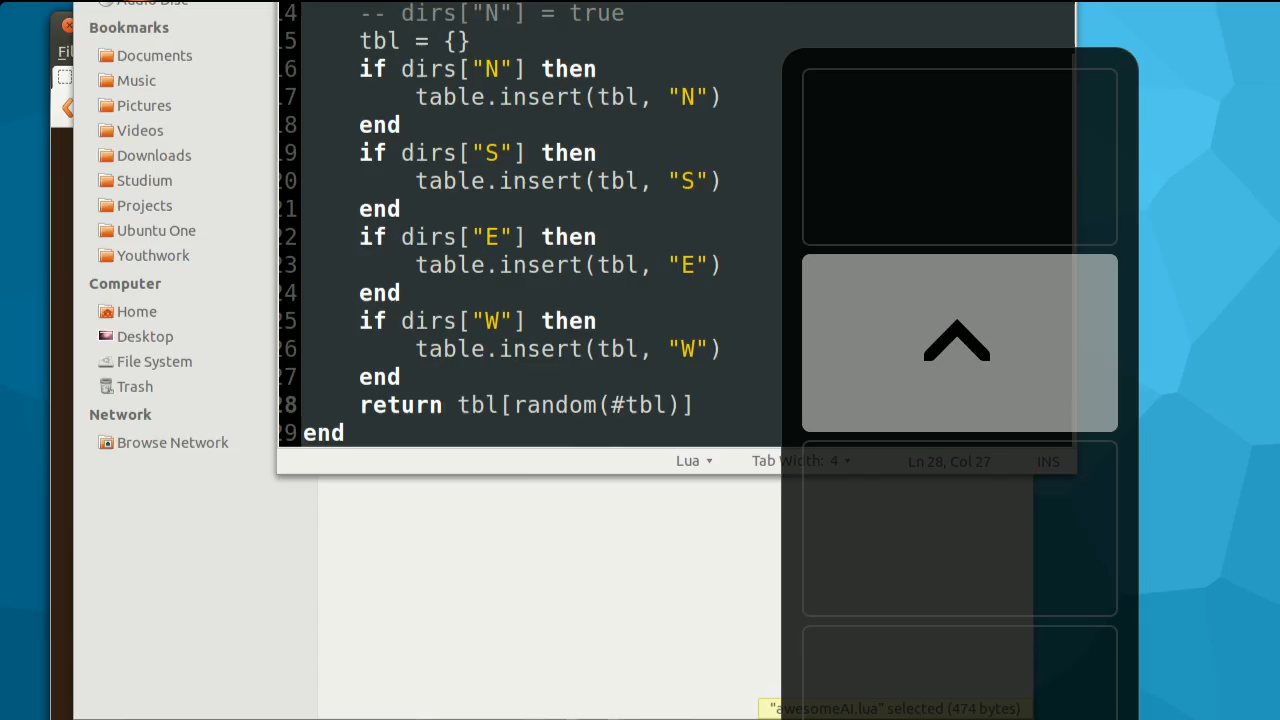 Audio Disc
Bookmarks
Documents
Music
Pictures
Videos
Downloads
Studium
Projects
Ubuntu One
Youthwork
Computer
Home
Desktop
File System
Trash
Network
Browse Network
14 -- dirs["N"] = true
15 tbl = {}
16 if dirs["N"] then
17 table.insert(tbl, "N")
18 end
19 if dirs["S"] then
20 table.insert(tbl, "S")
21 end
22 if dirs["E"] then
23 table.insert(tbl, "E")
24 end
25 if dirs["W"] then
26 table.insert(tbl, "W")
27 end
28 return tbl[random(#tbl)]
29 end
Lua Tab Width: 4 Ln 28, Col 27 INS
"awesomeAI.lua" selected (474 bytes)